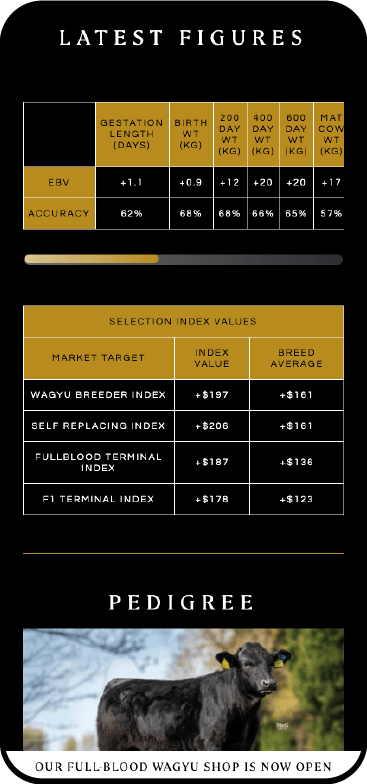 LATEST FIGURES
GESTATION LENGTH (DAYS) BIRTH WT (KG) 200 DAY WT (KG) 400 DAY WT (KG) 600 DAY WT (KG) MAT COW WT (KG)
EBV +1.1 +0.9 +12 +20 +20 +17
ACCURACY 62% 68% 68% 66% 65% 57%
SELECTION INDEX VALUES
MARKET TARGET INDEX VALUE BREED AVERAGE
WAGYU BREEDER INDEX +$197 +$161
SELF REPLACING INDEX +$206 +$161
FULLBLOOD TERMINAL INDEX +$187 +$136
F1 TERMINAL INDEX +$178 +$123
PEDIGREE
OUR FULL-BLOOD WAGYU SHOP IS NOW OPEN